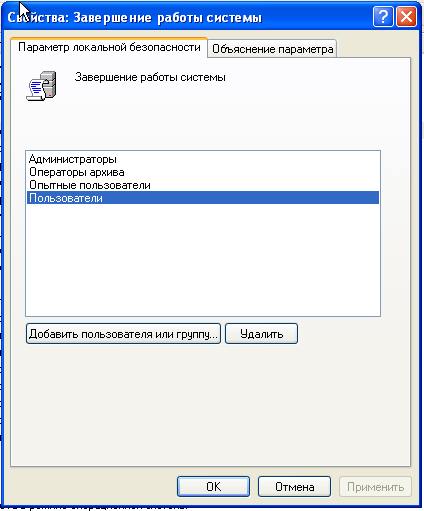 Свойства: Завершение работы системы
Параметр локальной безопасности
Объяснение параметра
Завершение работы системы
Администраторы
Операторы архива
Опытные пользователи
Пользователи
Добавить пользователя или группу...
Удалить
ОК
Отмена
Применить